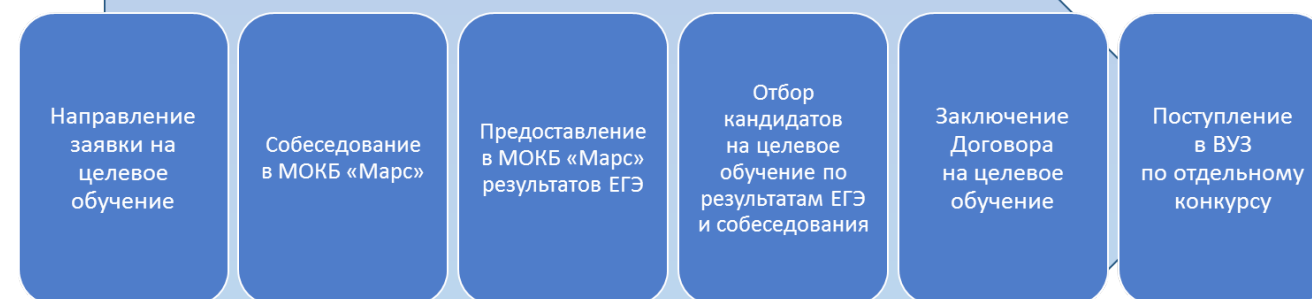 Направление
заявки на
целевое
обучение
Собеседование
в МОКБ «Марс»
Предоставление
в МОКБ «Марс»
результатов ЕГЭ
Отбор
кандидатов
на целевое
обучение по
результатам ЕГЭ
и собеседования
Заключение
Договора
на целевое
обучение
Поступление
в ВУЗ
по отдельному
конкурсу